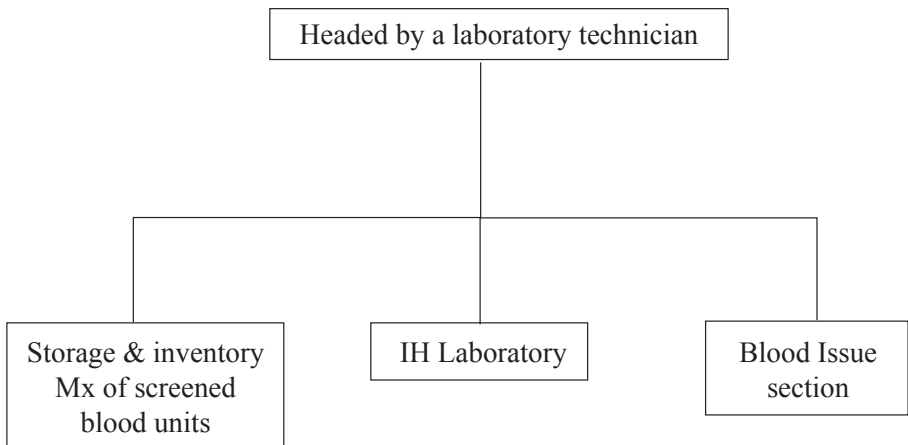 Headed by a laboratory technician
Storage & inventory
Mx of screened
blood units
IH Laboratory
Blood Issue
section